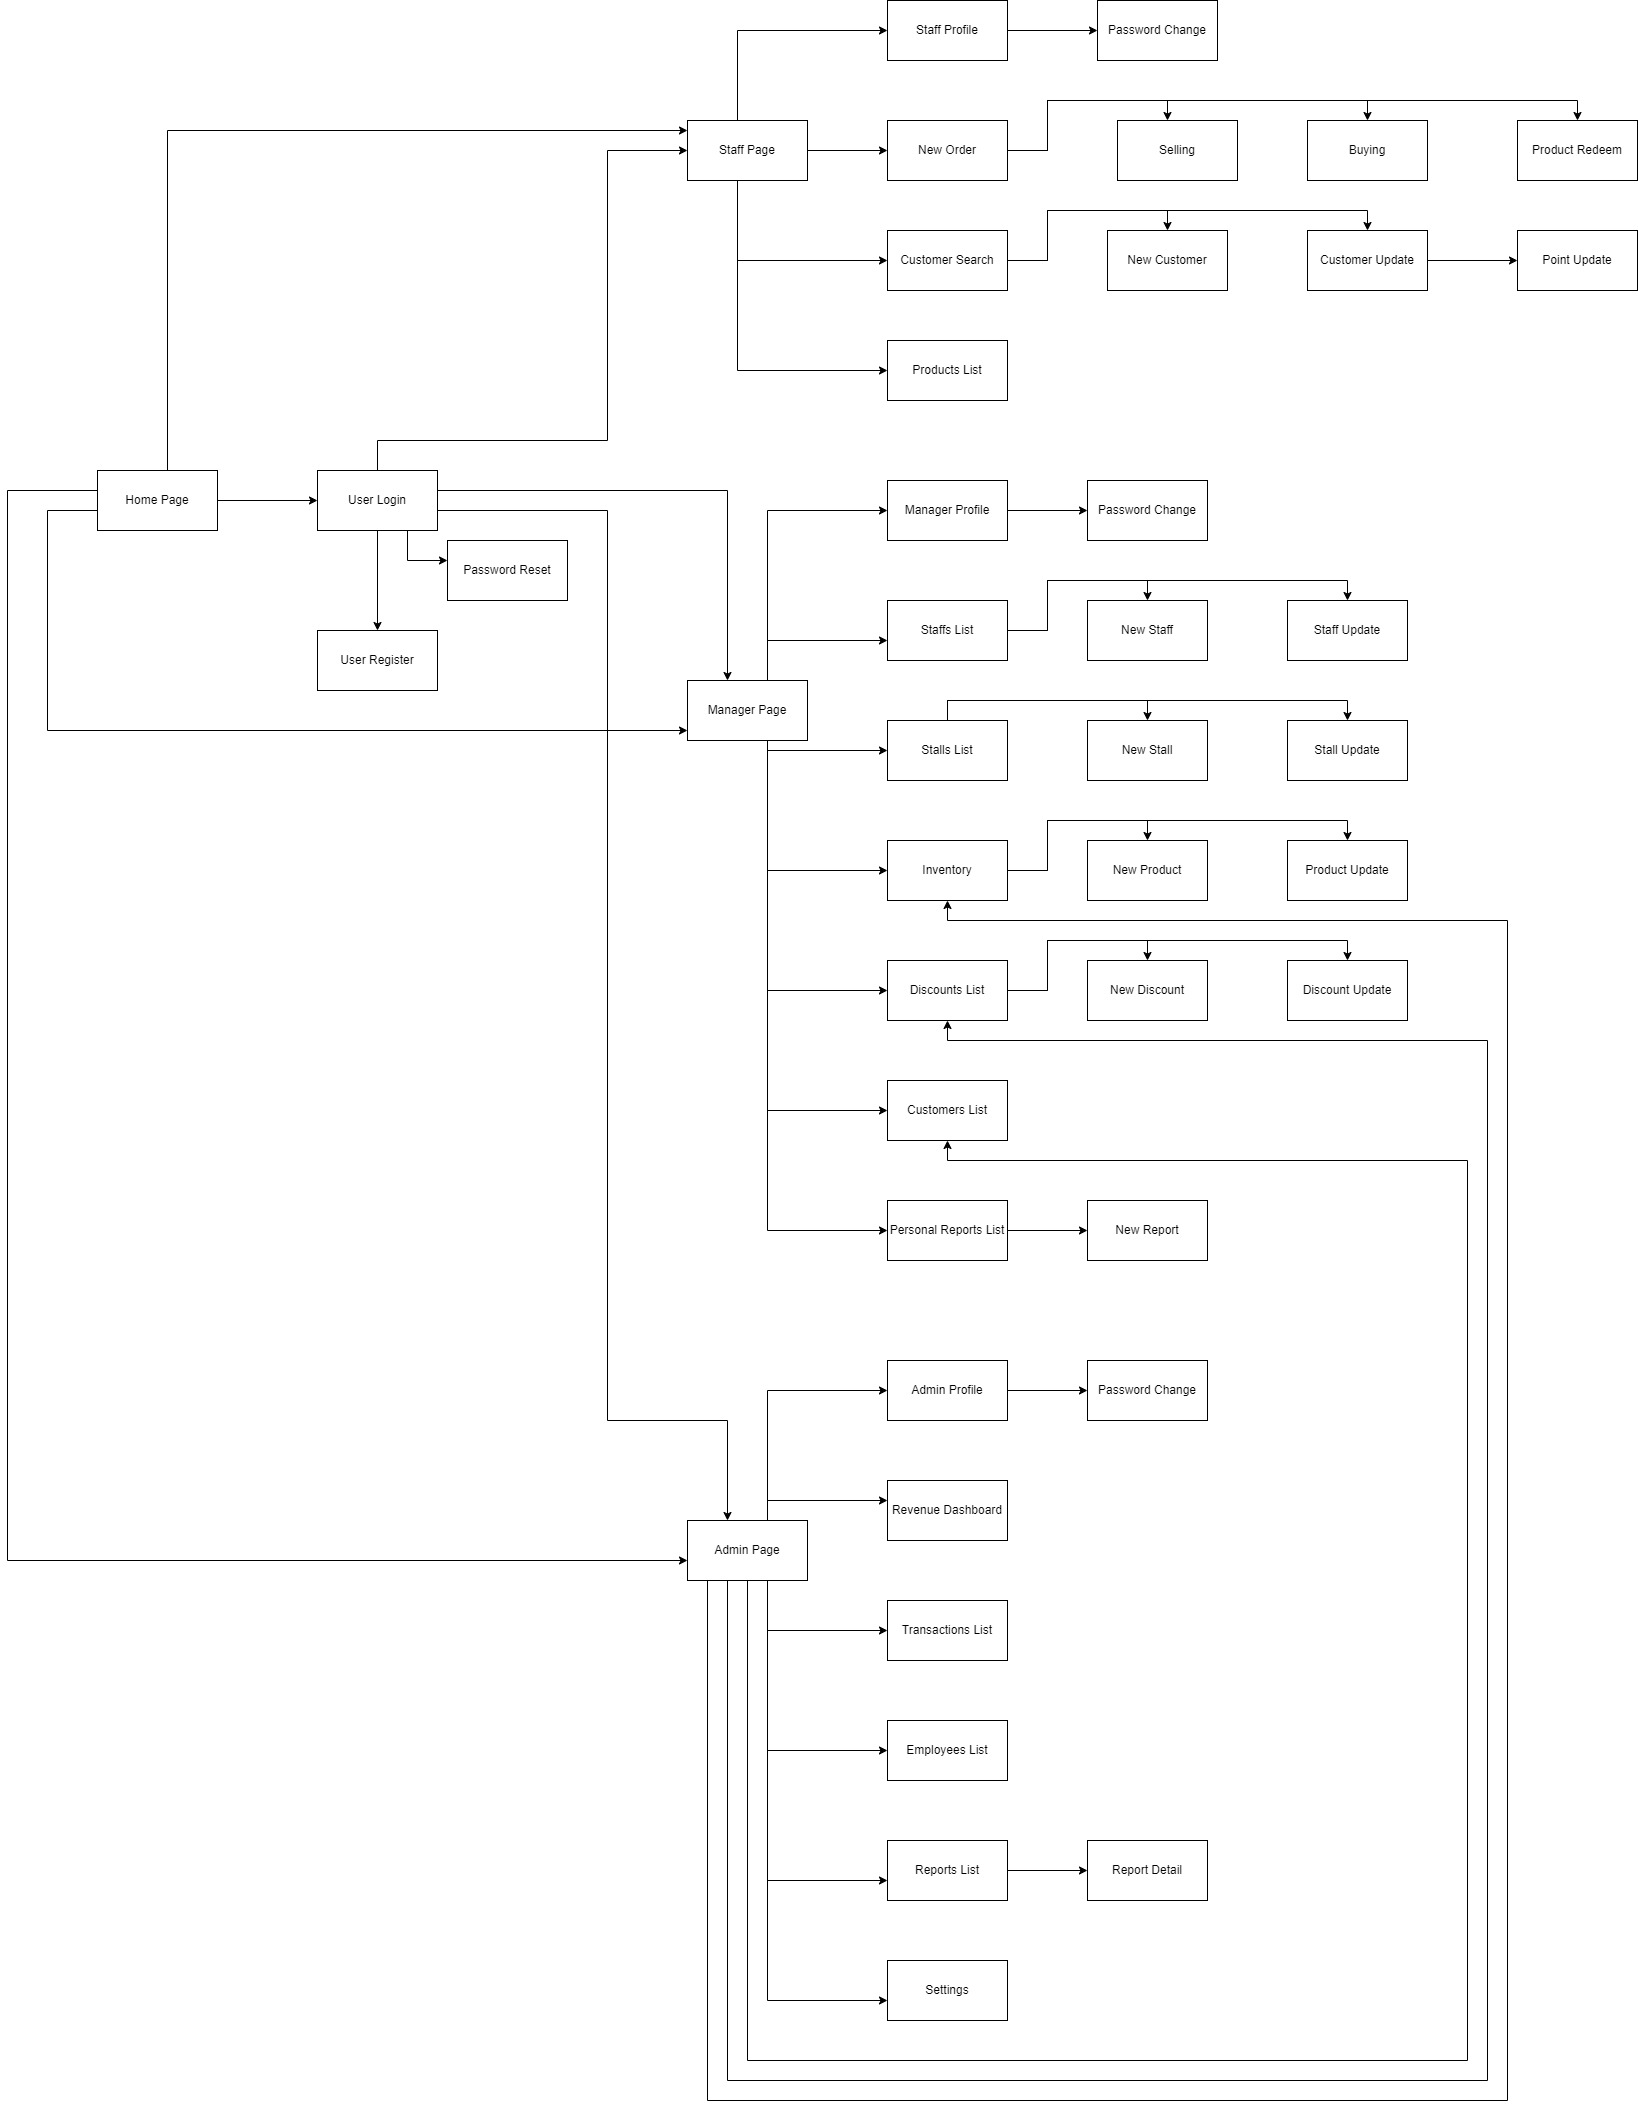 Staff Profile
Password Change
Staff Page
New Order
Selling
Buying
Product Redeem
Customer Search
New Customer
Customer Update
Point Update
Products List
Home Page
User Login
Manager Profile
Password Change
Password Reset
User Register
Staffs List
New Staff
Staff Update
Manager Page
Stalls List
New Stall
Stall Update
Inventory
New Product
Product Update
Discounts List
New Discount
Discount Update
Customers List
Personal Reports List
New Report
Admin Profile
Password Change
Revenue Dashboard
Admin Page
Transactions List
Employees List
Reports List
Report Detail
Settings